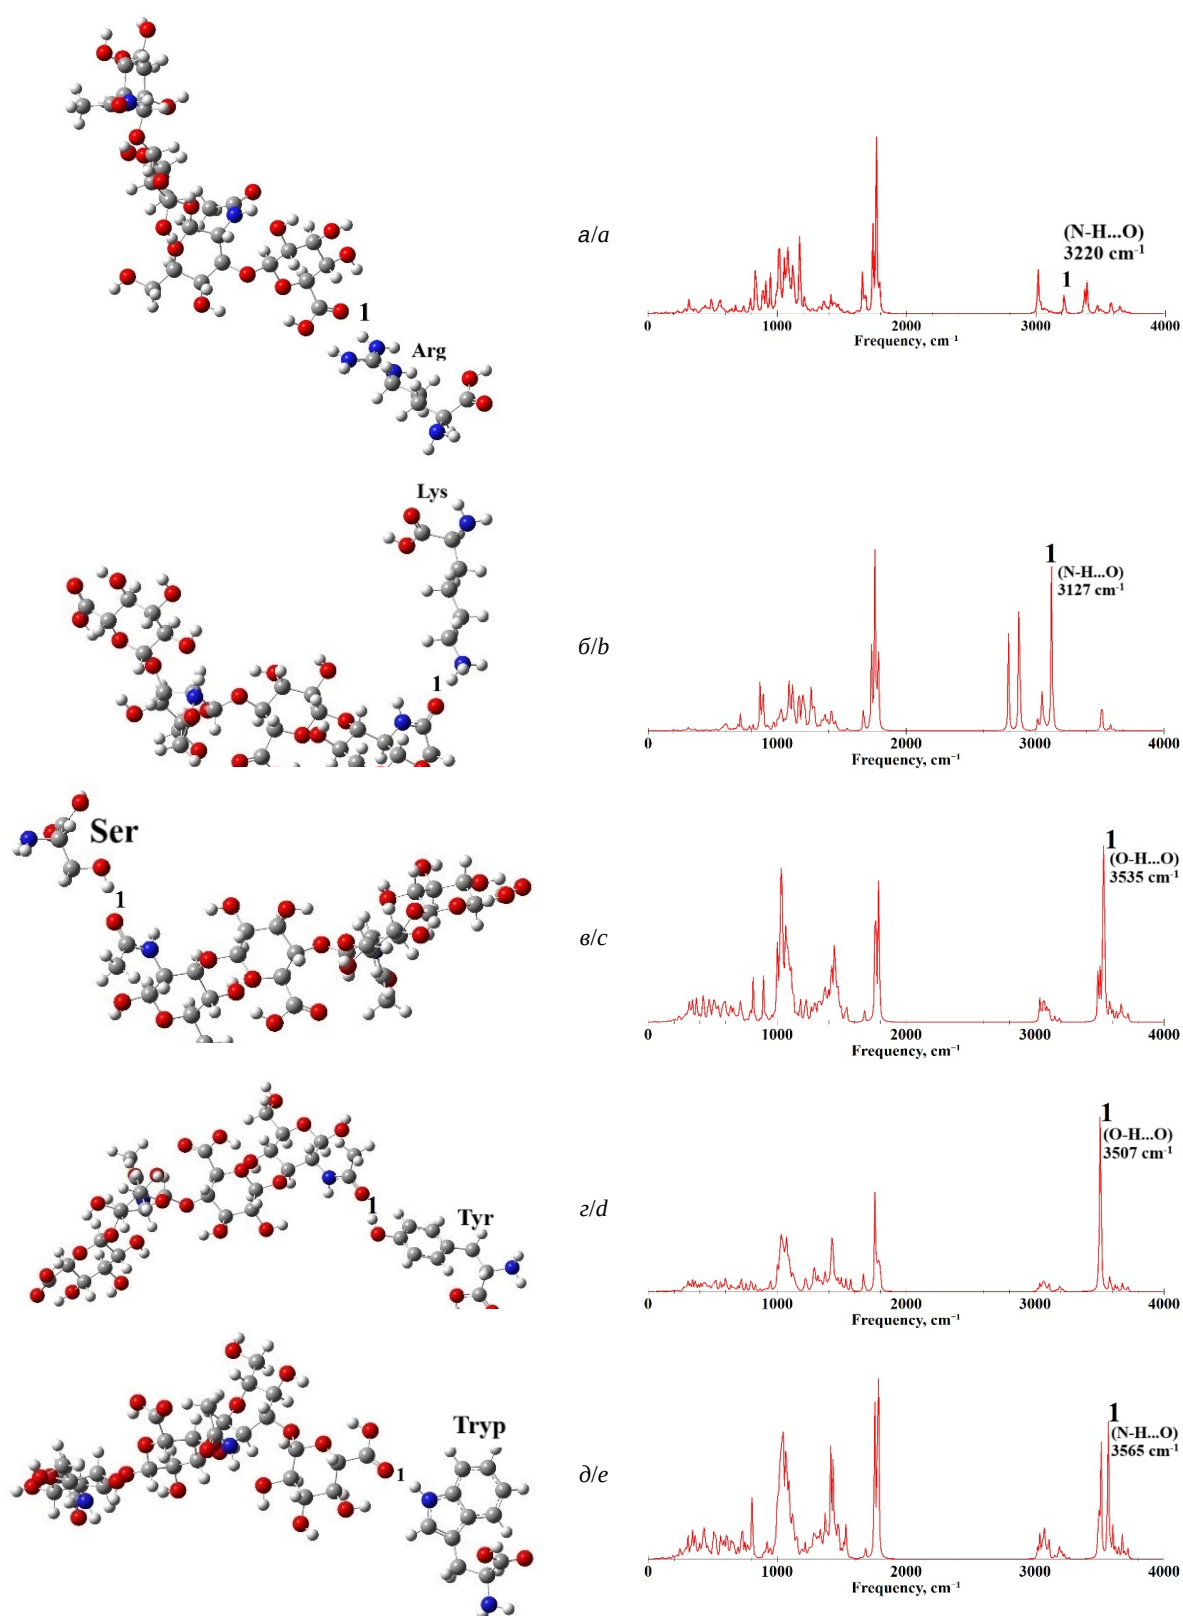 (N-H...O)
3220 cm⁻¹
1
а/a
0 1000 2000 3000 4000
Frequency, cm⁻¹
1
Arg
Lys
1
(N-H...O)
3127 cm⁻¹
б/b
1
0 1000 2000 3000 4000
Frequency, cm⁻¹
Ser
1
1
(O-H...O)
3535 cm⁻¹
в/c
0 1000 2000 3000 4000
Frequency, cm⁻¹
1
(O-H...O)
3507 cm⁻¹
1
Tyr
г/d
0 1000 2000 3000 4000
Frequency, cm⁻¹
Tryp
1
1
(N-H...O)
3565 cm⁻¹
д/e
0 1000 2000 3000 4000
Frequency, cm⁻¹